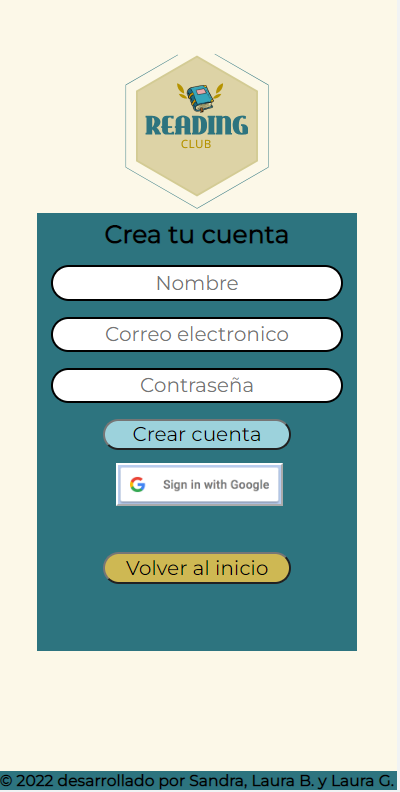 READING
CLUB
Crea tu cuenta
Nombre
Correo electronico
Contraseña
Crear cuenta
Sign in with Google
Volver al inicio
© 2022 desarrollado por Sandra, Laura B. y Laura G.